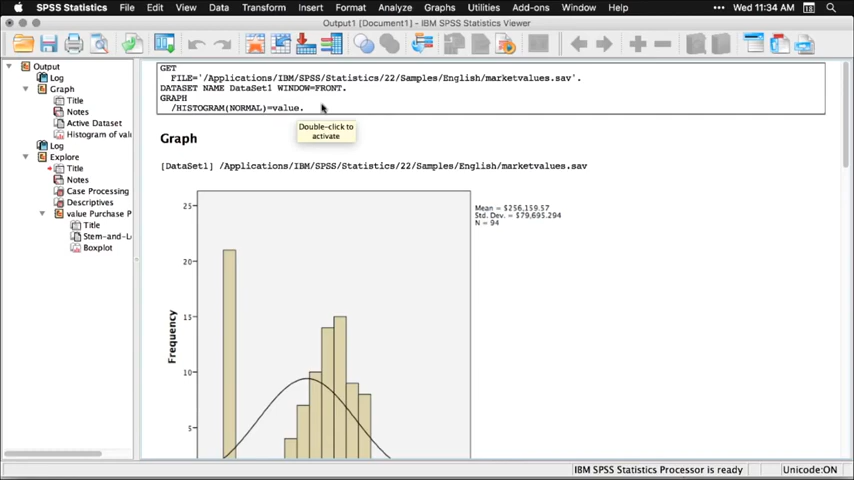 SPSS Statistics File Edit View Data Transform Insert Format Analyze Graphs Utilities Add-ons Window Help Wed 11:34 AM
Output1 [Document1] - IBM SPSS Statistics Viewer
Output
Log
Graph
Title
Notes
Active Dataset
Histogram of val
Log
Explore
Title
Notes
Case Processing
Descriptives
value Purchase P
Title
Stem-and-Le
Boxplot
GET
FILE='/Applications/IBM/SPSS/Statistics/22/Samples/English/marketvalues.sav'.
DATASET NAME DataSet1 WINDOW=FRONT.
GRAPH
/HISTOGRAM(NORMAL)=value.
Double-click to
activate
Graph
[DataSet1] /Applications/IBM/SPSS/Statistics/22/Samples/English/marketvalues.sav
Mean = $256,159.57
Std. Dev. = $79,695.294
N = 94
25
20
15
10
5
Frequency
IBM SPSS Statistics Processor is ready
Unicode:ON